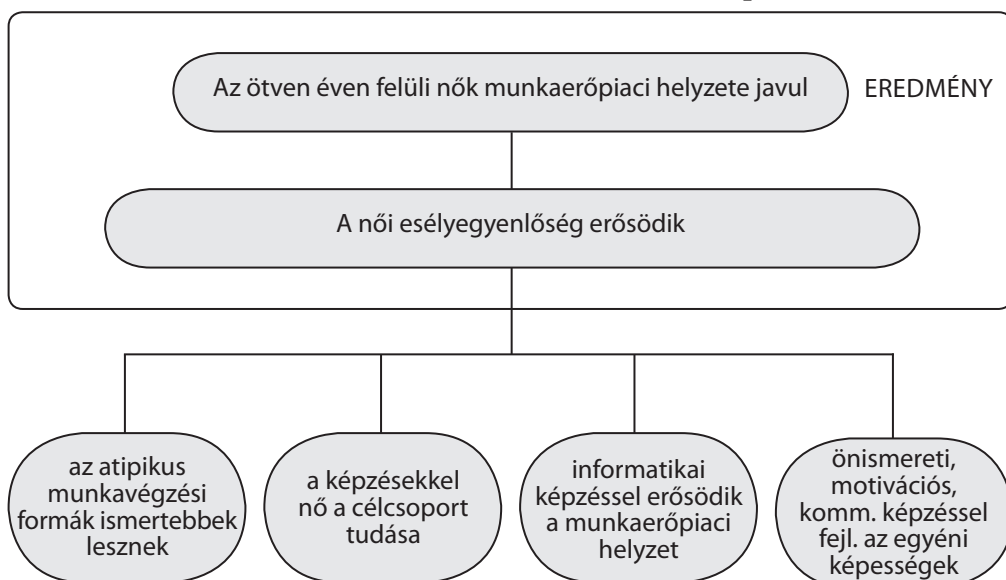 Az ötven éven felüli nők munkaerőpiaci helyzete javul
EREDMÉNY
A női esélyegyenlőség erősödik
az atipikus
munkavégzési
formák ismertebbek
lesznek
a képzésekkel
nő a célcsoport
tudása
informatikai
képzéssel erősödik
a munkaerőpiaci
helyzet
önismereti,
motivációs,
komm. képzéssel
fejl. az egyéni
képességek